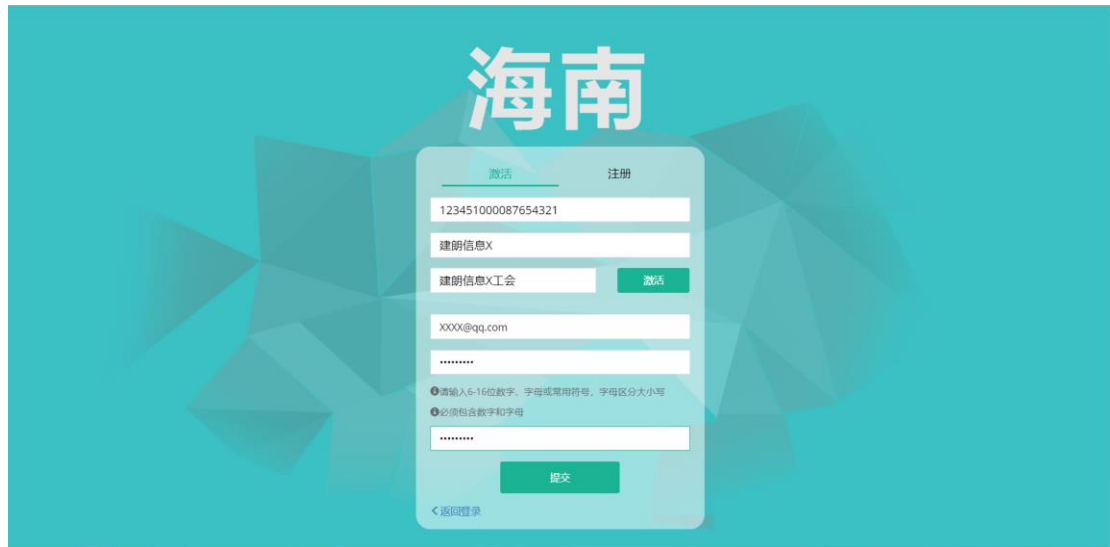 海南
激活 注册
123451000087654321
建朗信息X
建朗信息X工会 激活
XXXX@qq.com
•••••••••
请输入6-16位数字、字母或常用符号，字母区分大小写
必须包含数字和字母
•••••••••
提交
返回登录